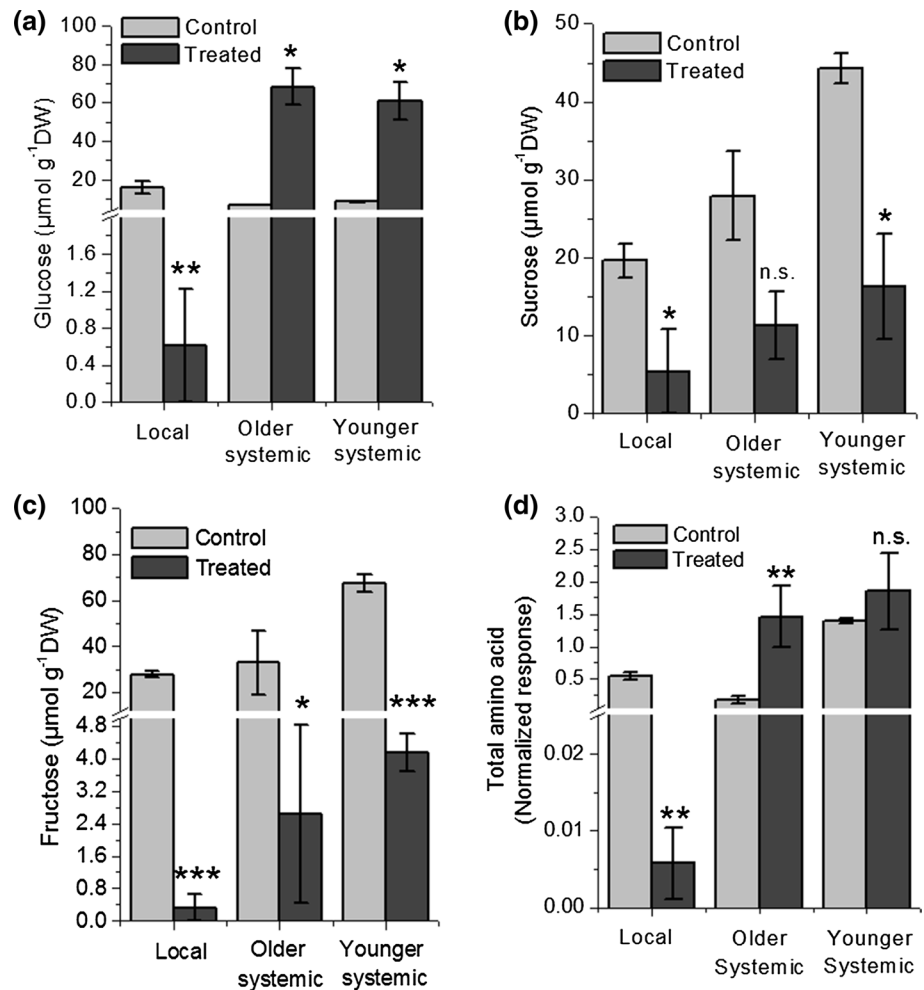 (a)
Control
Treated
Glucose (µmol g⁻¹DW)
100
80
60
40
20
1.6
1.2
0.8
0.4
0.0
*
*
**
Local
Older systemic
Younger systemic
(b)
Control
Treated
Sucrose (µmol g⁻¹DW)
50
40
30
20
10
0
*
n.s.
*
Local
Older systemic
Younger systemic
(c)
Control
Treated
Fructose (µmol g⁻¹DW)
100
80
60
40
20
4.8
4.0
3.2
2.4
1.6
0.8
0.0
***
*
***
Local
Older systemic
Younger systemic
(d)
Control
Treated
Total amino acid
(Normalized response)
3.0
2.5
2.0
1.5
1.0
0.5
0.02
0.01
0.00
**
**
n.s.
Local
Older Systemic
Younger Systemic